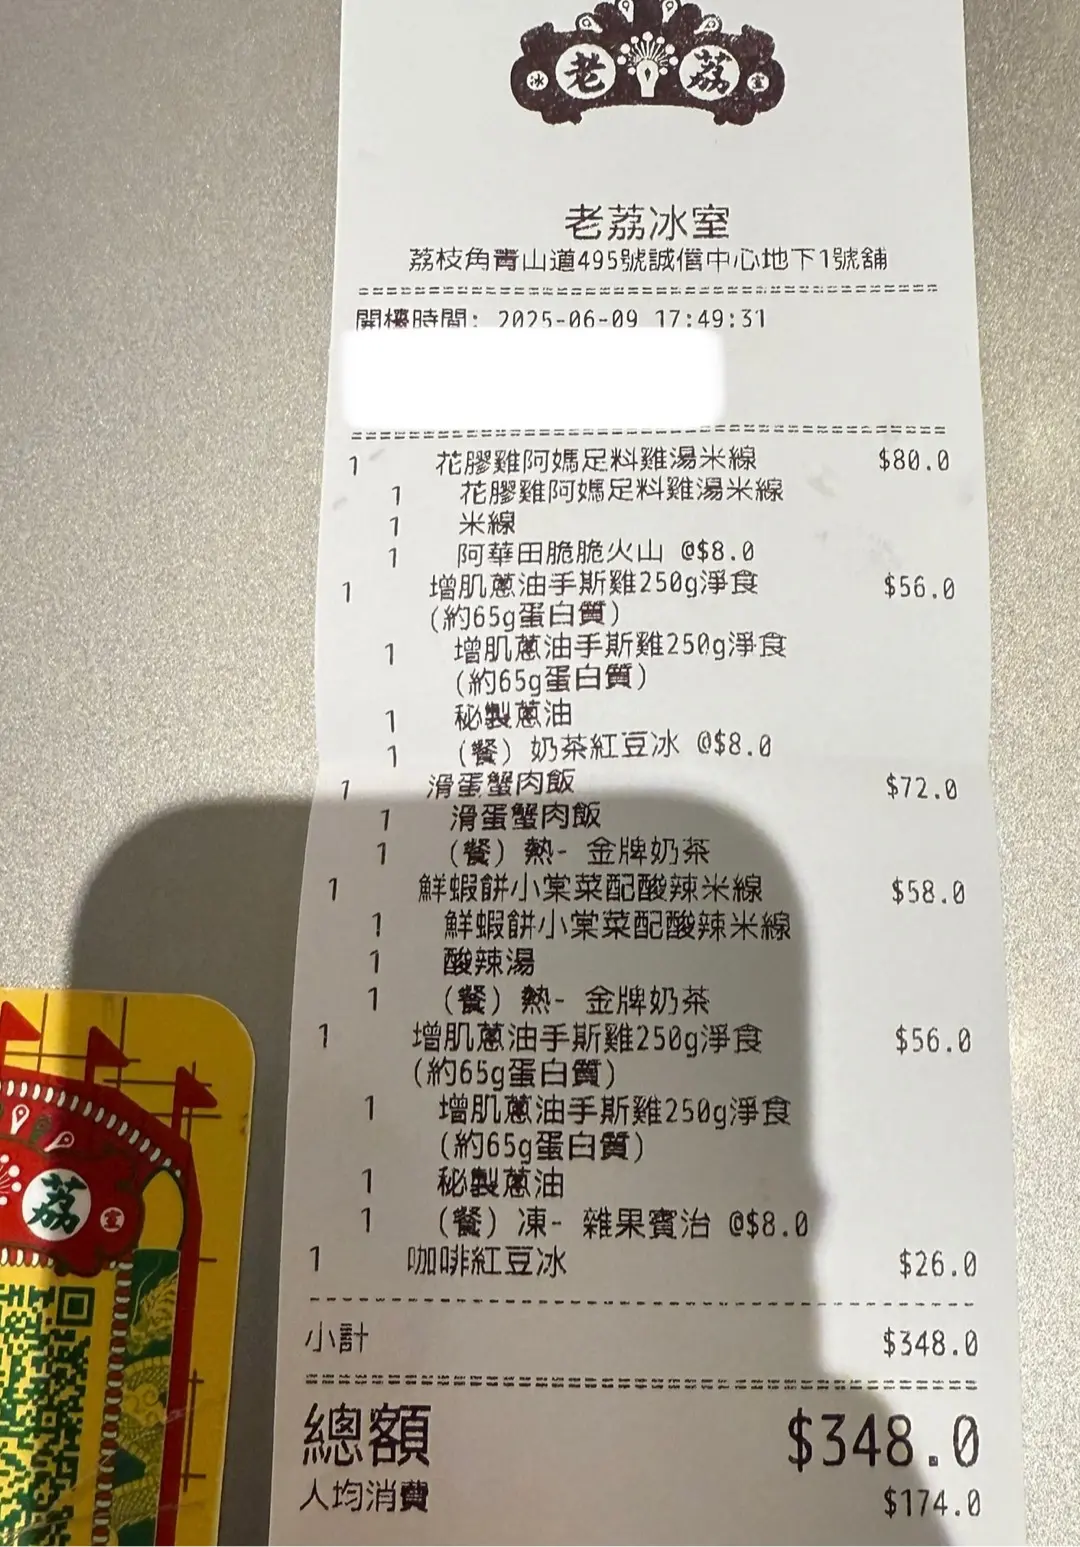 冰 老 荔 室
老荔冰室
荔枝角青山道495號誠信中心地下1號舖
開檯時間: 2025-06-09 17:49:31
1 花膠雞阿媽足料雞湯米線 $80.0
1 花膠雞阿媽足料雞湯米線
1 米線
1 阿華田脆脆火山 @$8.0
1 增肌蔥油手斯雞250g淨食 $56.0
(約65g蛋白質)
1 增肌蔥油手斯雞250g淨食
(約65g蛋白質)
1 秘製蔥油
1 (餐) 奶茶紅豆冰 @$8.0
1 滑蛋蟹肉飯 $72.0
1 滑蛋蟹肉飯
1 (餐) 熱- 金牌奶茶
1 鮮蝦餅小棠菜配酸辣米線 $58.0
1 鮮蝦餅小棠菜配酸辣米線
1 酸辣湯
1 (餐) 熱- 金牌奶茶
1 增肌蔥油手斯雞250g淨食 $56.0
(約65g蛋白質)
1 增肌蔥油手斯雞250g淨食
(約65g蛋白質)
1 秘製蔥油
1 (餐) 凍- 雜果賓治 @$8.0
1 咖啡紅豆冰 $26.0
小計 $348.0
總額 $348.0
人均消費 $174.0
荔 室